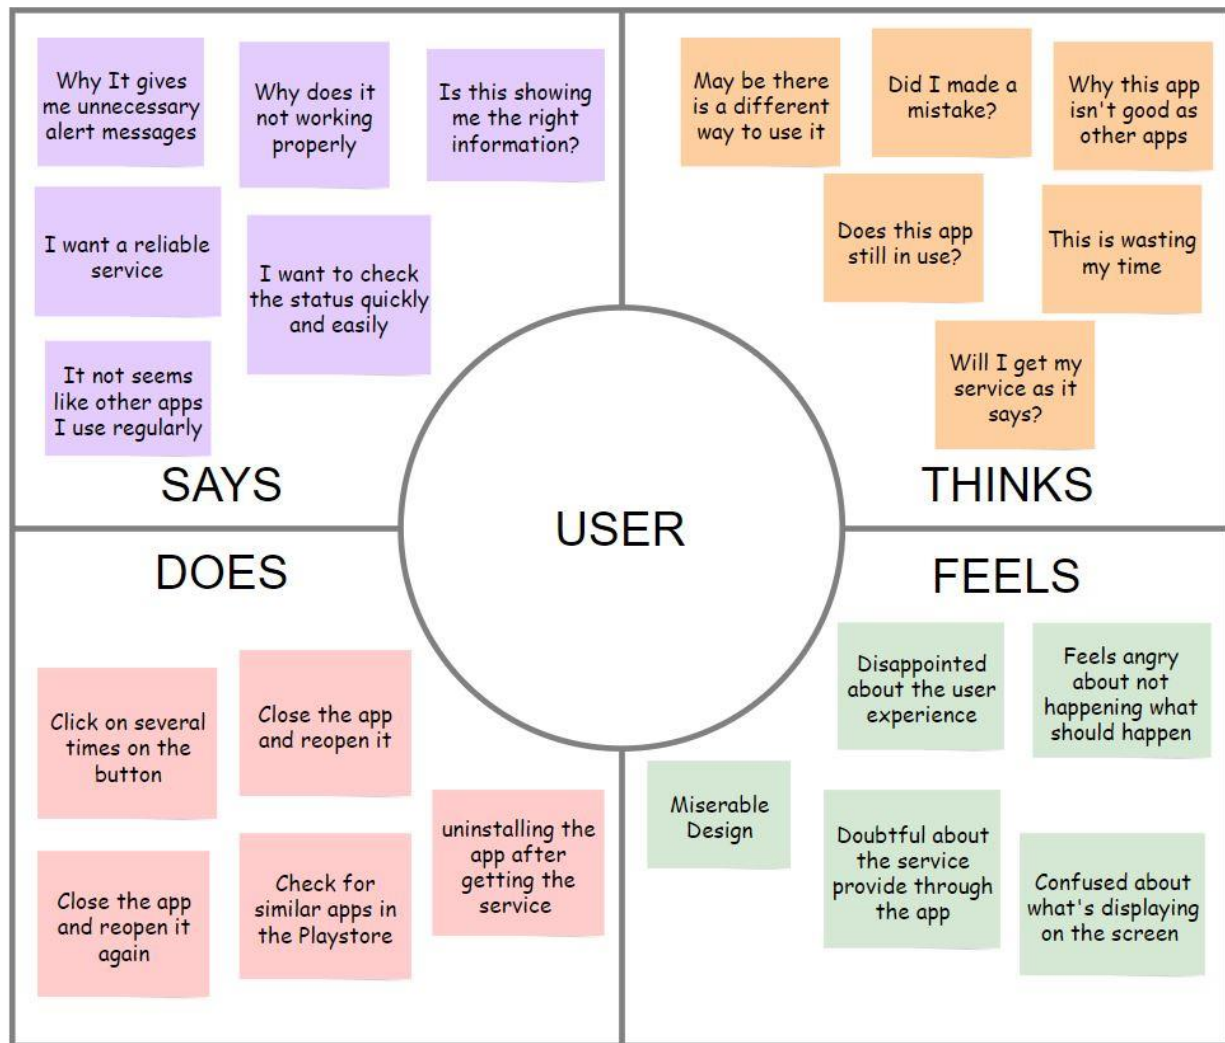 Why It gives
me unnecessary
alert messages
Why does it
not working
properly
Is this showing
me the right
information?
I want a reliable
service
I want to check
the status quickly
and easily
It not seems
like other apps
I use regularly
SAYS
May be there
is a different
way to use it
Did I made a
mistake?
Why this app
isn't good as
other apps
Does this app
still in use?
This is wasting
my time
Will I get my
service as it
says?
THINKS
USER
DOES
Click on several
times on the
button
Close the app
and reopen it
uninstalling the
app after
getting the
service
Close the app
and reopen it
again
Check for
similar apps in
the Playstore
FEELS
Disappointed
about the user
experience
Feels angry
about not
happening what
should happen
Miserable
Design
Doubtful about
the service
provide through
the app
Confused about
what's displaying
on the screen